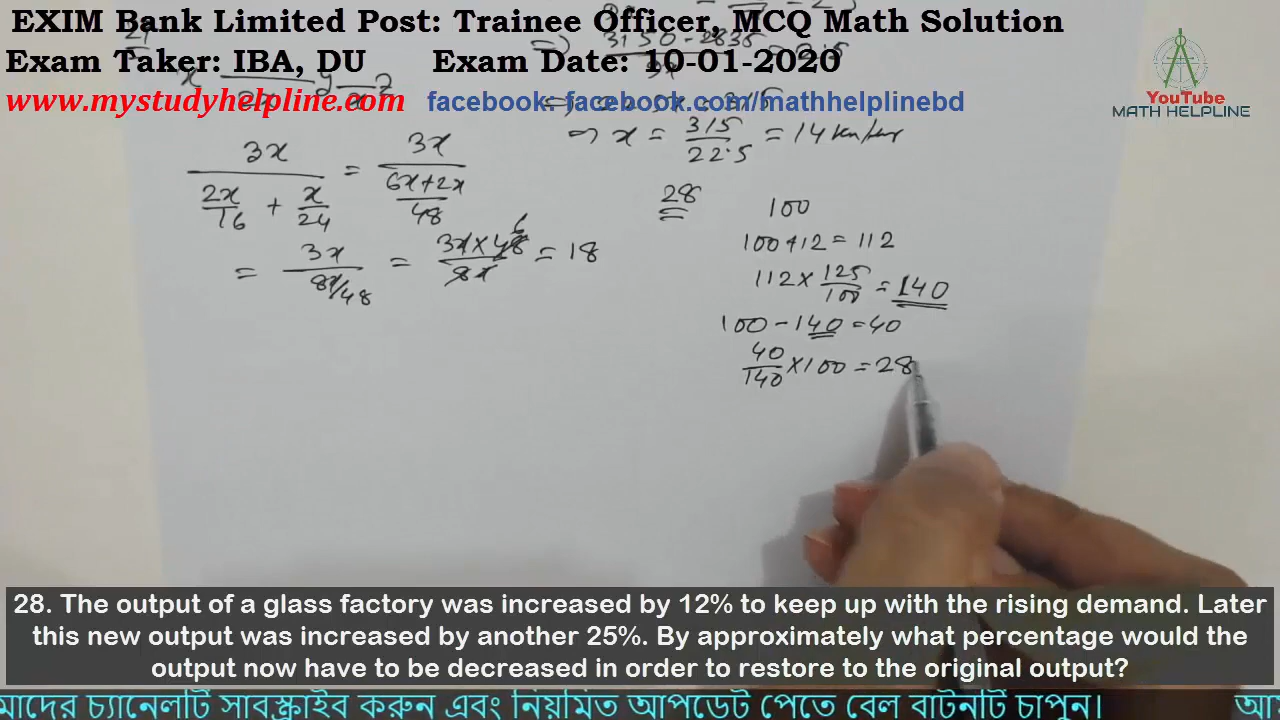 EXIM Bank Limited Post: Trainee Officer, MCQ Math Solution
Exam Taker: IBA, DU Exam Date: 10-01-2020
www.mystudyhelpline.com facebook: facebook.com/mathhelplinebd
YouTube
MATH HELPLINE
3150 - 2835
x y z
⇒ x = 315/22.5 = 14 km/hr
3x/(2x/16 + x/24) = 3x/((6x+2x)/48)
= 3x/(8x/48) = 3x×48/8x = 18
6
28
100
100+12 = 112
112 × 125/100 = 140
100 - 140 = 40
40/140 ×100 = 28
28. The output of a glass factory was increased by 12% to keep up with the rising demand. Later
this new output was increased by another 25%. By approximately what percentage would the
output now have to be decreased in order to restore to the original output?
মাদের চ্যানেলটি সাবস্ক্রাইব করুন এবং নিয়মিত আপডেট পেতে বেল বাটনটি চাপুন।